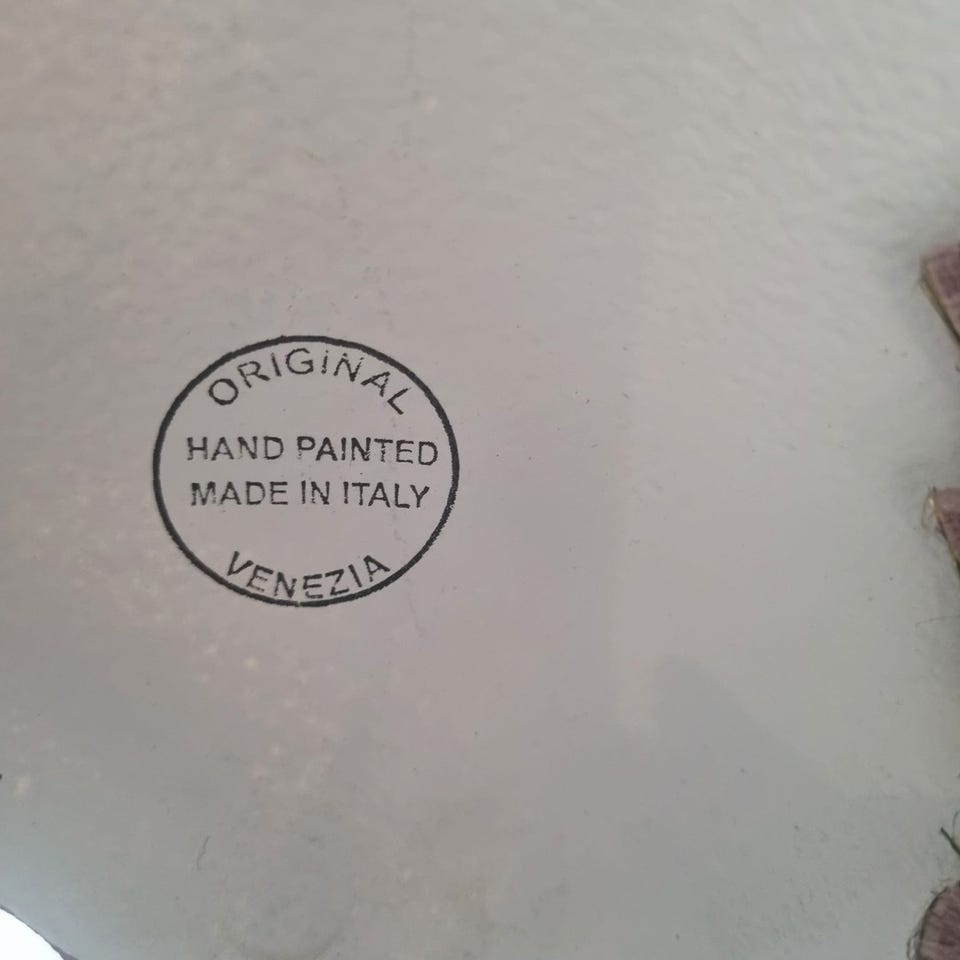 ORIGINAL
HAND PAINTED
MADE IN ITALY
VENEZIA